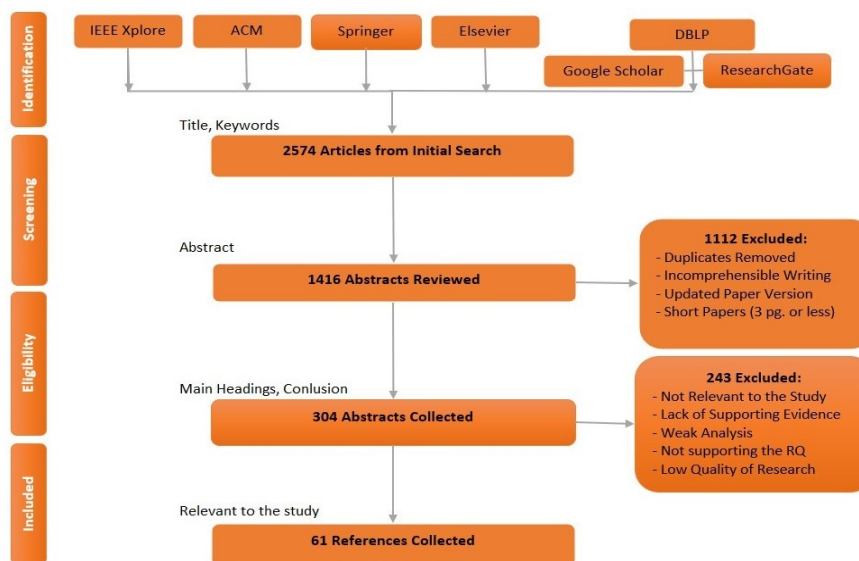 IEEE Xplore
ACM
Springer
Elsevier
DBLP
Google Scholar
ResearchGate
Identification
Title, Keywords
2574 Articles from Initial Search
Screening
Abstract
1416 Abstracts Reviewed
1112 Excluded:
- Duplicates Removed
- Incomprehensible Writing
- Updated Paper Version
- Short Papers (3 pg. or less)
Eligibility
Main Headings, Conlusion
304 Abstracts Collected
243 Excluded:
- Not Relevant to the Study
- Lack of Supporting Evidence
- Weak Analysis
- Not supporting the RQ
- Low Quality of Research
Included
Relevant to the study
61 References Collected